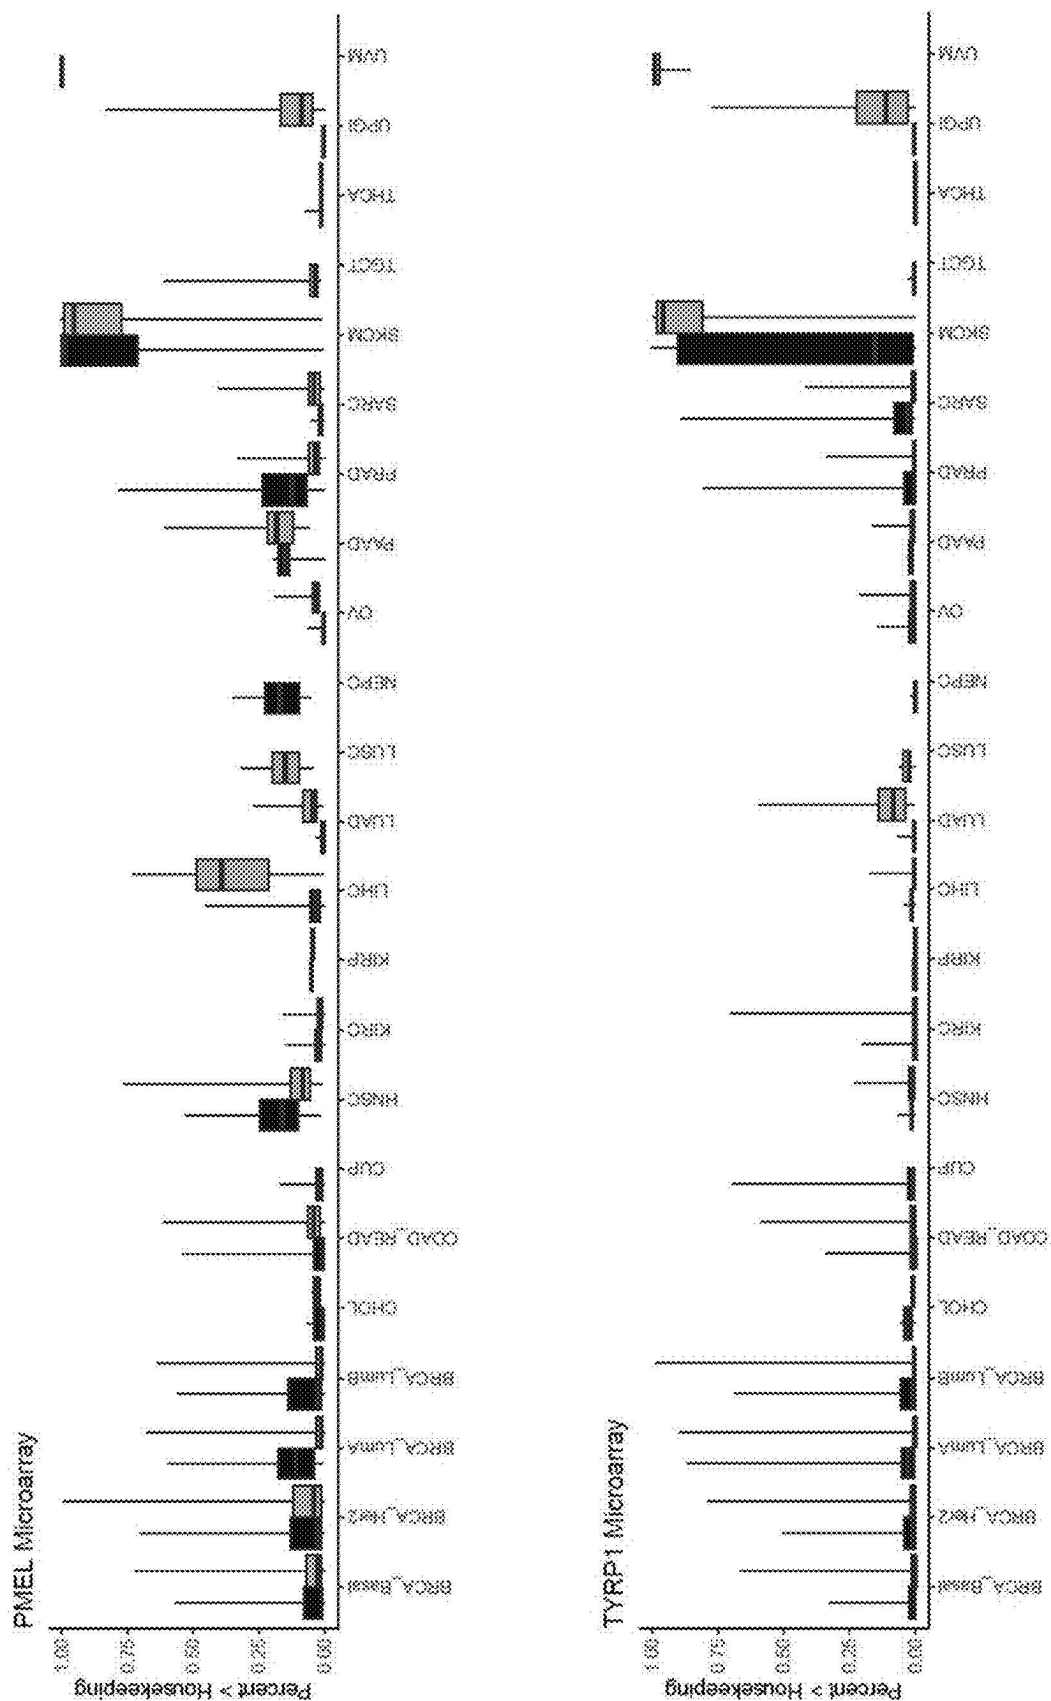 PMEL Microarray
Percent > Housekeeping
1.00
0.75
0.50
0.25
0.00
BRCA_Basal
BRCA_Her2
BRCA_LumA
BRCA_LumB
CHOL
COAD_READ
CUP
HNSC
KIRC
KIRP
LIHC
LUAD
LUSC
NEPC
OV
PAAD
PRAD
SARC
SKCM
TGCT
THCA
UPGI
UVM
TYRP1 Microarray
Percent > Housekeeping
1.00
0.75
0.50
0.25
0.00
BRCA_Basal
BRCA_Her2
BRCA_LumA
BRCA_LumB
CHOL
COAD_READ
CUP
HNSC
KIRC
KIRP
LIHC
LUAD
LUSC
NEPC
OV
PAAD
PRAD
SARC
SKCM
TGCT
THCA
UPGI
UVM